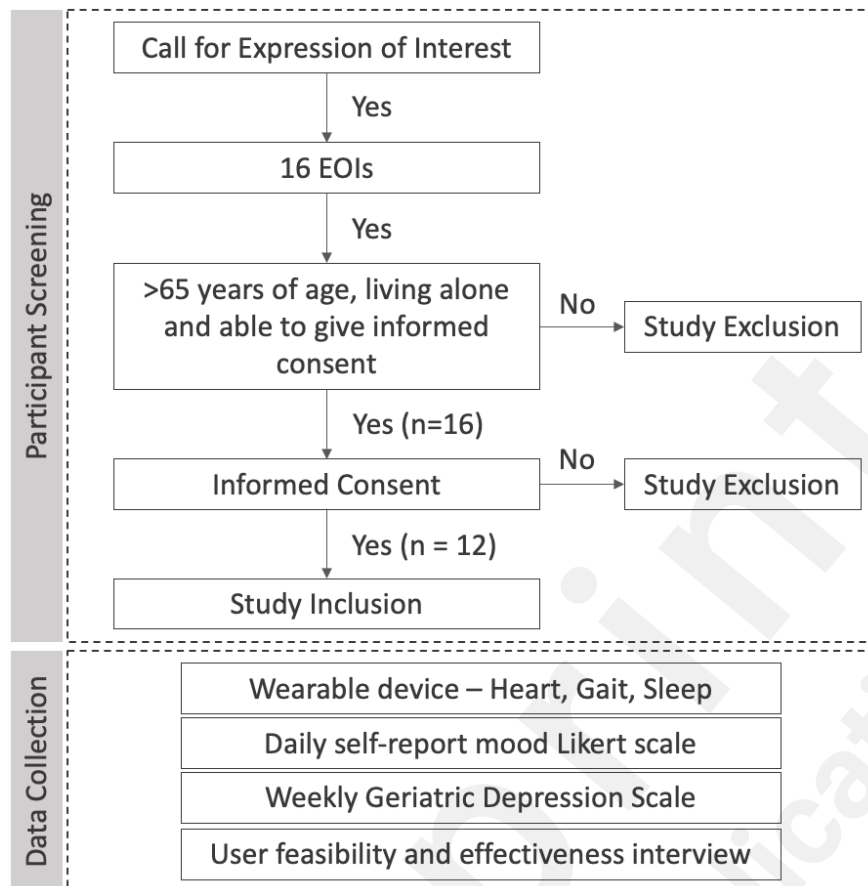 Call for Expression of Interest
Yes
16 EOIs
Yes
>65 years of age, living alone
and able to give informed
consent
No
Study Exclusion
Yes (n=16)
Informed Consent
No
Study Exclusion
Yes (n = 12)
Study Inclusion
Participant Screening
Wearable device – Heart, Gait, Sleep
Daily self-report mood Likert scale
Weekly Geriatric Depression Scale
User feasibility and effectiveness interview
Data Collection